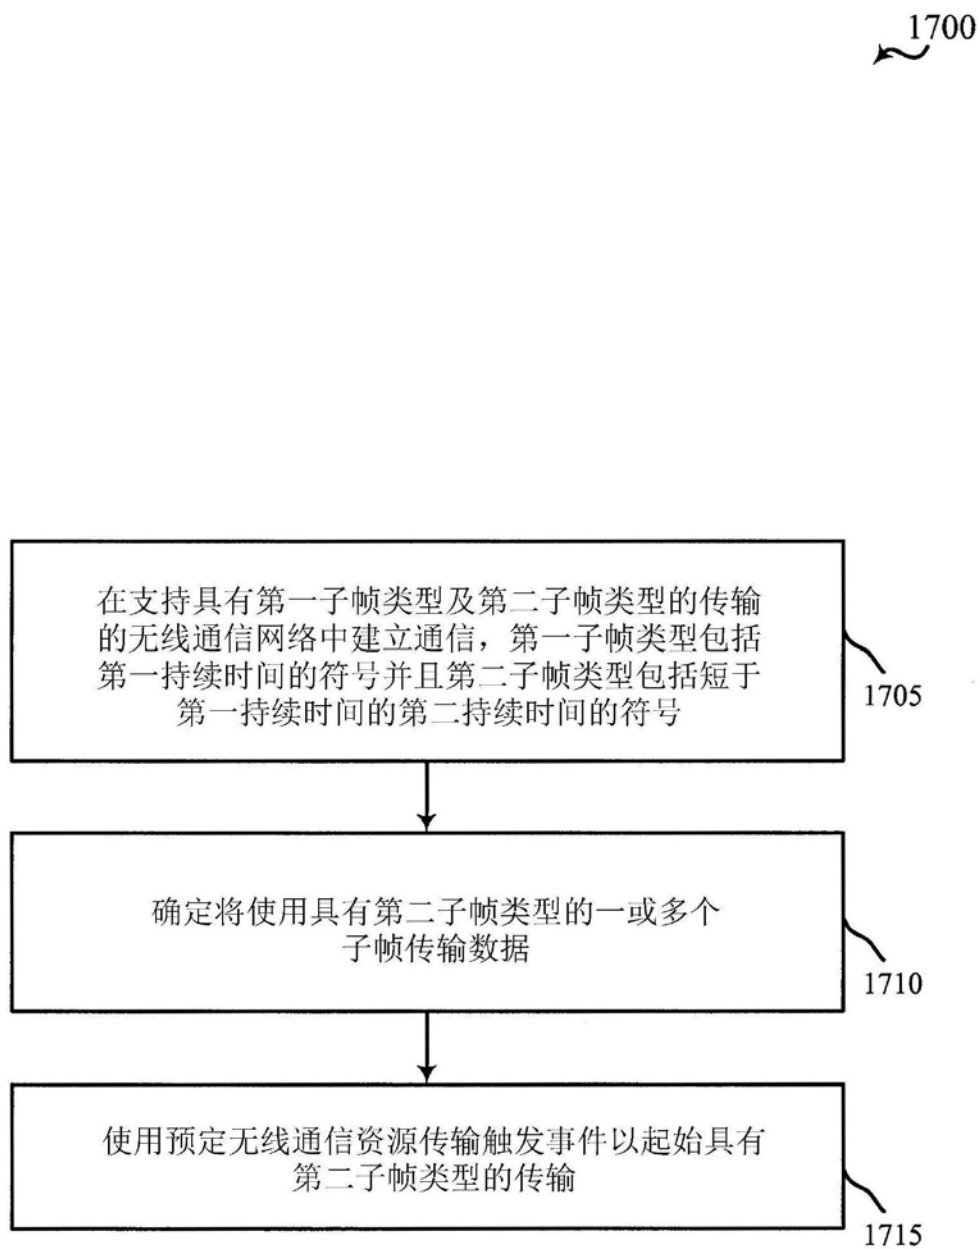 1700
在支持具有第一子帧类型及第二子帧类型的传输
的无线通信网络中建立通信，第一子帧类型包括
第一持续时间的符号并且第二子帧类型包括短于
第一持续时间的第二持续时间的符号
1705
确定将使用具有第二子帧类型的一或多个
子帧传输数据
1710
使用预定无线通信资源传输触发事件以起始具有
第二子帧类型的传输
1715